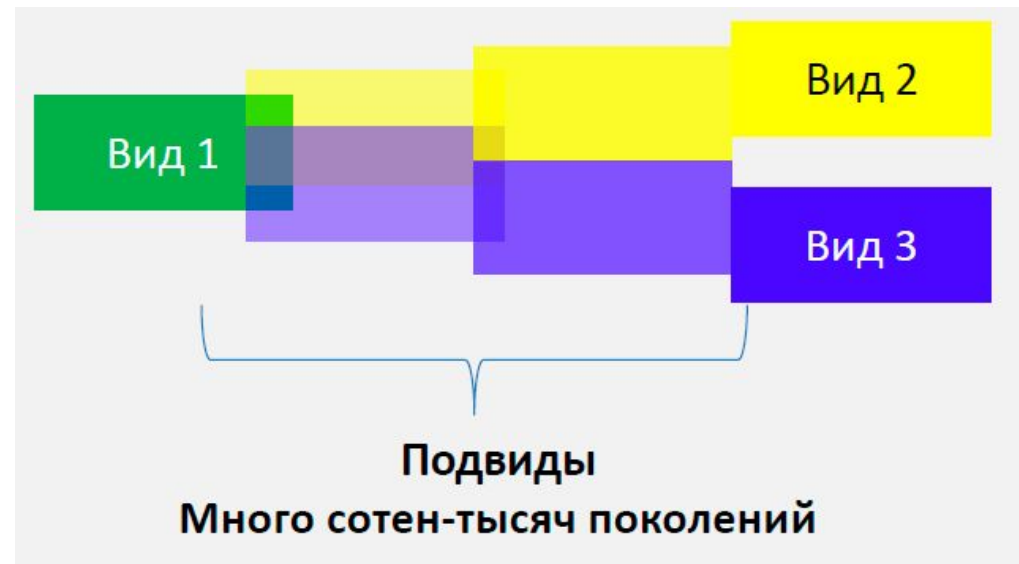 Вид 1
Вид 2
Вид 3
Подвиды
Много сотен-тысяч поколений